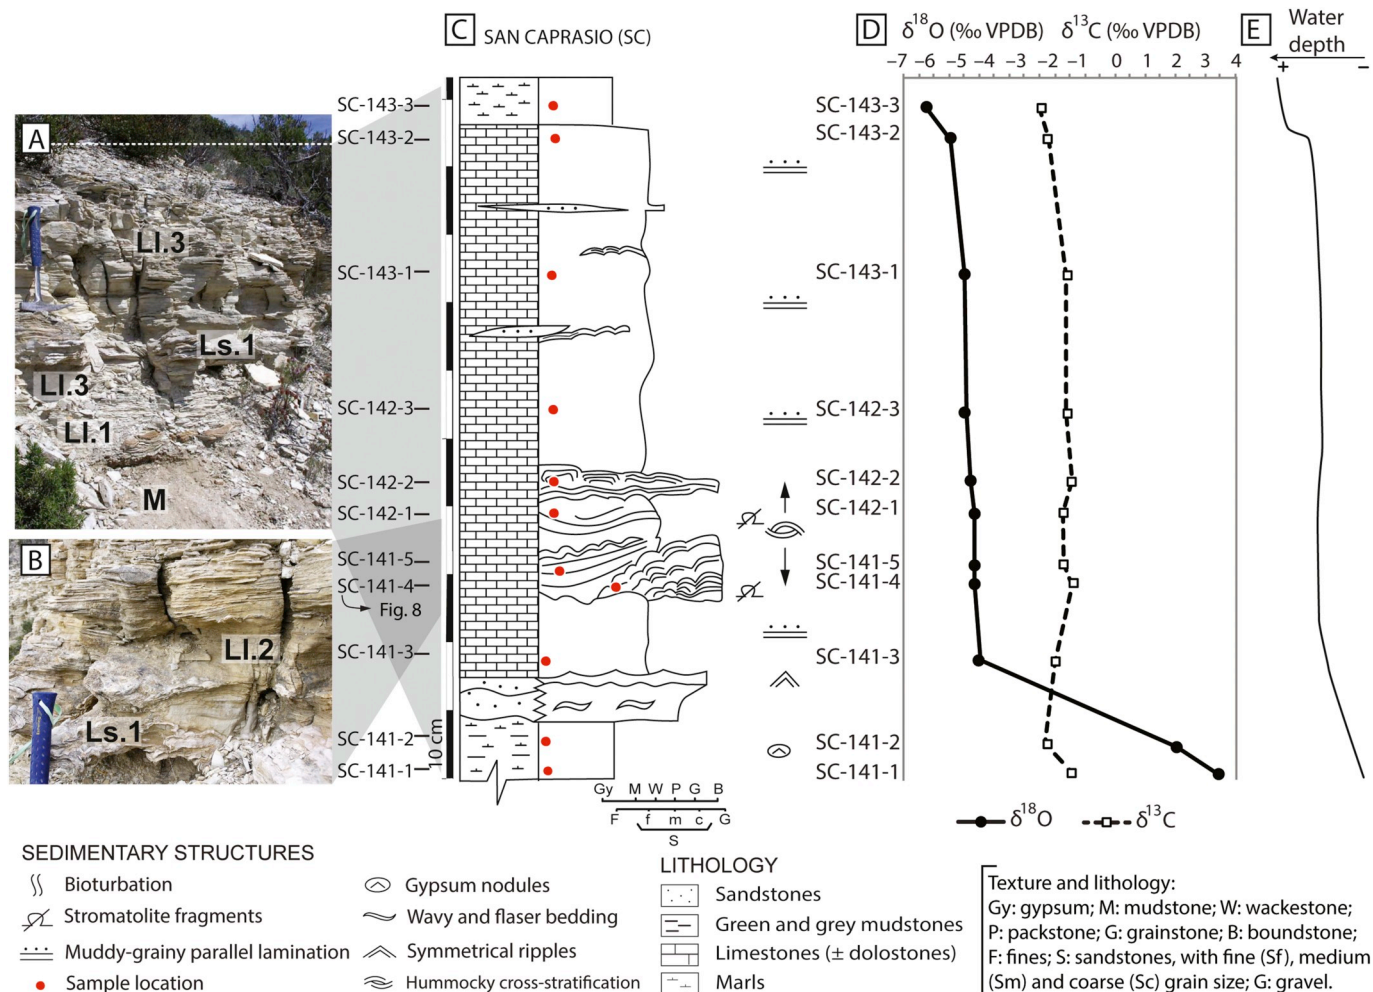 C SAN CAPRASIO (SC)
D δ18O (‰ VPDB) δ13C (‰ VPDB)
E Water
depth
+ –
–7 –6 –5 –4 –3 –2 –1 0 1 2 3 4
A
Ll.3
Ls.1
Ll.3
Ll.1
M
B
Ll.2
Ls.1
SC-143-3
SC-143-2
SC-143-1
SC-142-3
SC-142-2
SC-142-1
SC-141-5
SC-141-4
Fig. 8
SC-141-3
SC-141-2
SC-141-1
10 cm
Gy M W P G B
F f m c G
S
SC-143-3
SC-143-2
SC-143-1
SC-142-3
SC-142-2
SC-142-1
SC-141-5
SC-141-4
SC-141-3
SC-141-2
SC-141-1
δ18O δ13C
SEDIMENTARY STRUCTURES
Bioturbation
Stromatolite fragments
Muddy-grainy parallel lamination
Sample location
Gypsum nodules
Wavy and flaser bedding
Symmetrical ripples
Hummocky cross-stratification
LITHOLOGY
Sandstones
Green and grey mudstones
Limestones (± dolostones)
Marls
Texture and lithology:
Gy: gypsum; M: mudstone; W: wackestone;
P: packstone; G: grainstone; B: boundstone;
F: fines; S: sandstones, with fine (Sf), medium
(Sm) and coarse (Sc) grain size; G: gravel.